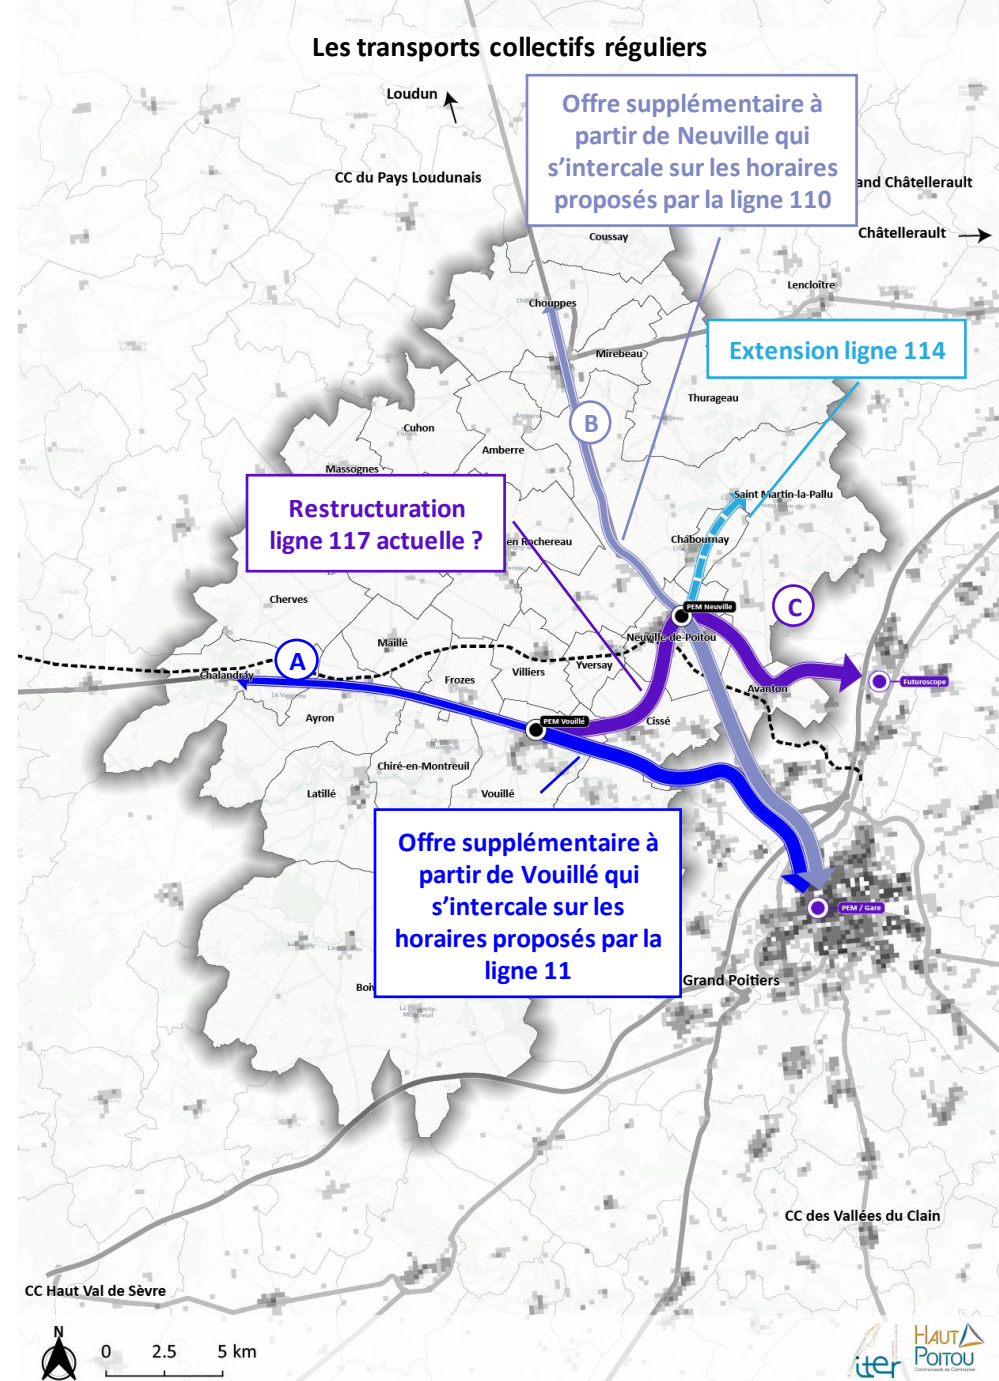 Les transports collectifs réguliers
Loudun
Offre supplémentaire à
partir de Neuville qui
s'intercale sur les horaires
proposés par la ligne 110
CC du Pays Loudunais
and Châtellerault
Châtellerault
Coussay
Lencloître
Chouppes
Extension ligne 114
Mirebeau
Thurageau
B
Cuhon
Amberre
Massognes
Restructuration
ligne 117 actuelle ?
Saint Martin-la-Pallu
Chabournay
en Rochereau
Cherves
C
PEM Neuville
Neuville-de-Poitou
Maillé
A
Yversay
Villiers
Chalandray
Frozes
Futuroscope
Avanton
Ayron
PEM Vouillé
Cissé
Chiré-en-Montreuil
Latillé
Vouillé
Offre supplémentaire à
partir de Vouillé qui
s'intercale sur les
horaires proposés par la
ligne 11
PEM / Gare
Grand Poitiers
Boiv
CC des Vallées du Clain
CC Haut Val de Sèvre
N
0 2.5 5 km
iter
HAUT
POITOU
Communauté de Communes